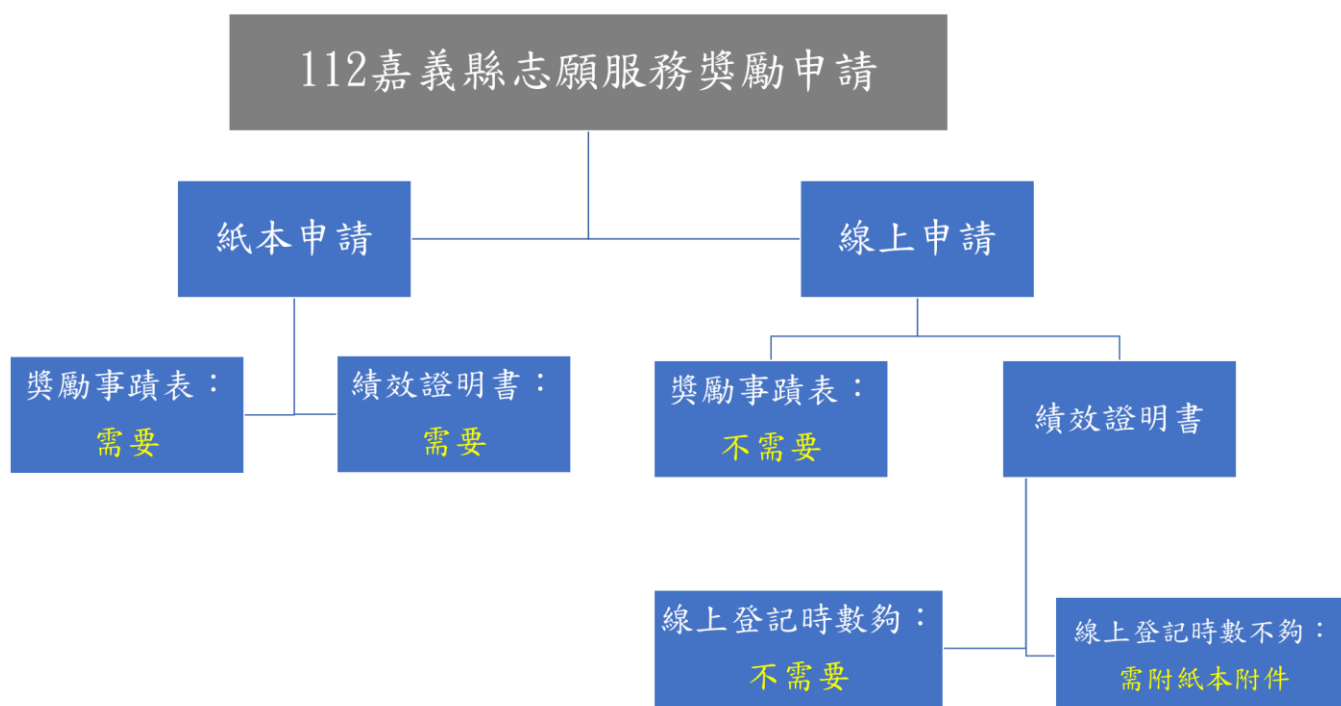 112嘉義縣志願服務獎勵申請
紙本申請
線上申請
獎勵事蹟表：
需要
績效證明書：
需要
獎勵事蹟表：
不需要
績效證明書
線上登記時數夠：
不需要
線上登記時數不夠：
需附紙本附件